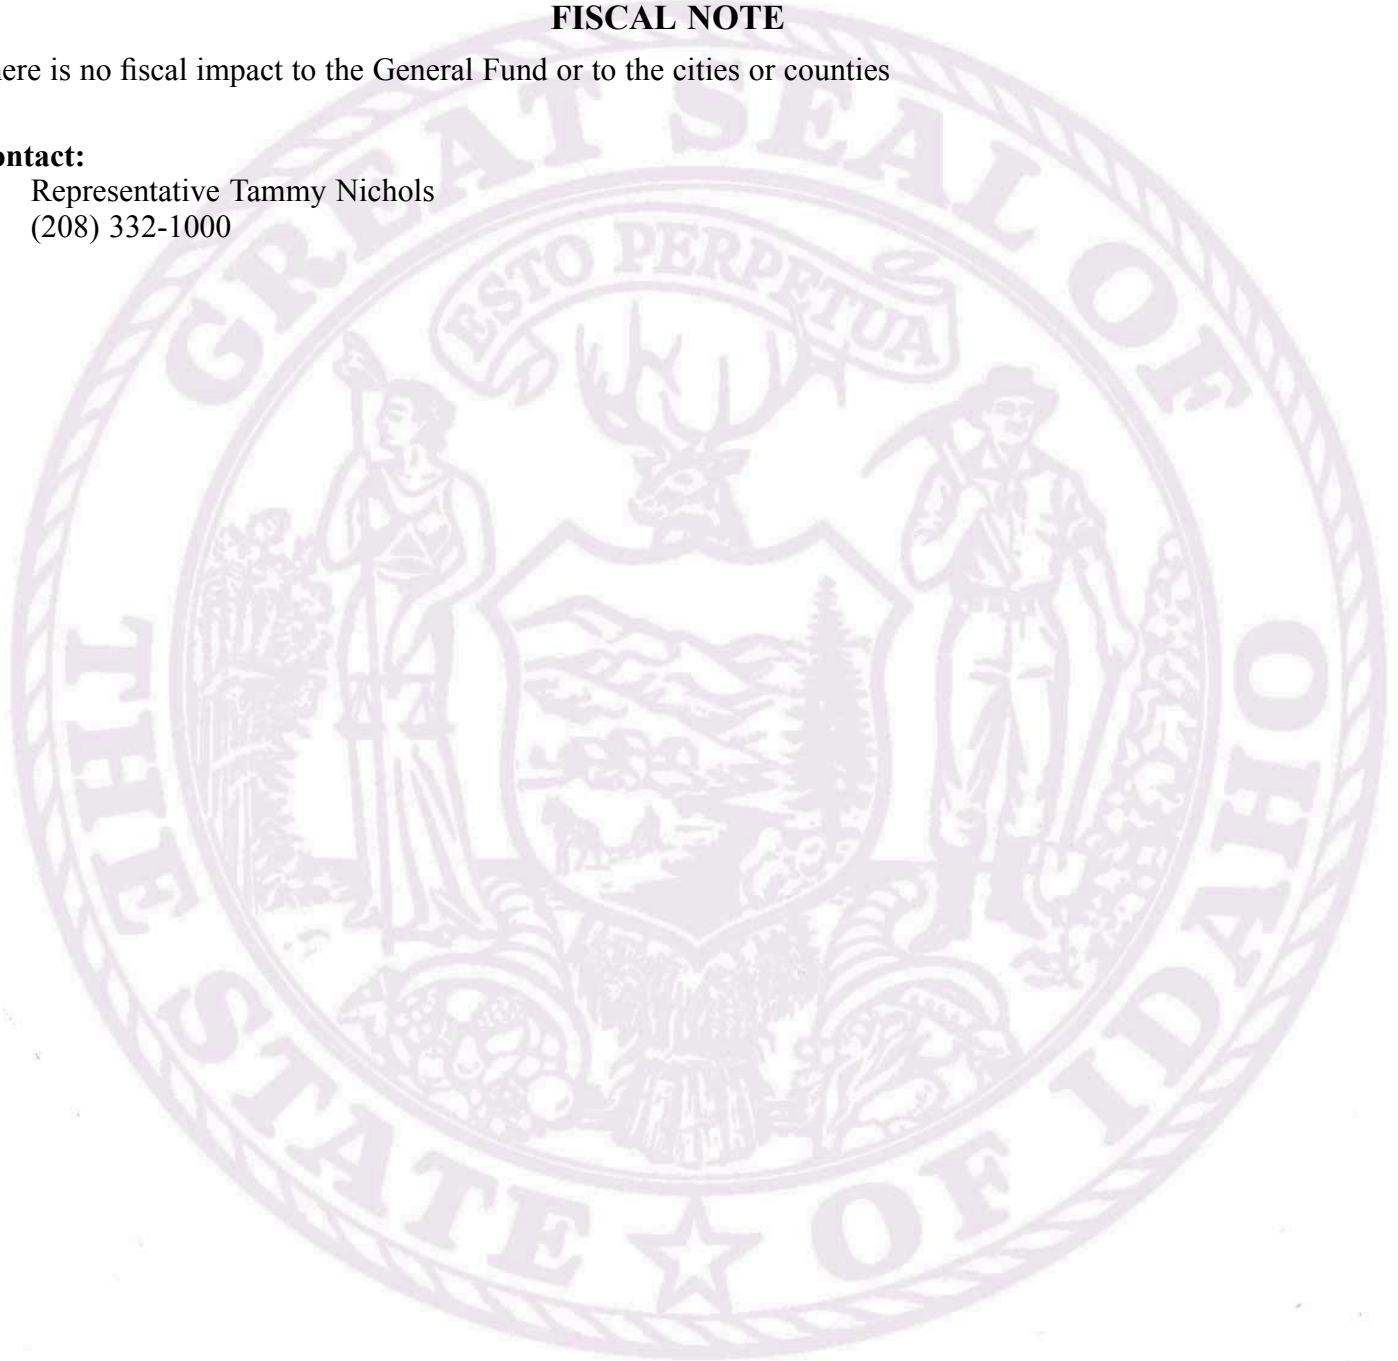 FISCAL NOTE
here is no fiscal impact to the General Fund or to the cities or counties
ontact:
Representative Tammy Nichols
(208) 332-1000
GREAT SEAL OF
ESTO PERPETUA
THE
IDAHO
STATE ☆ OF IDAHO